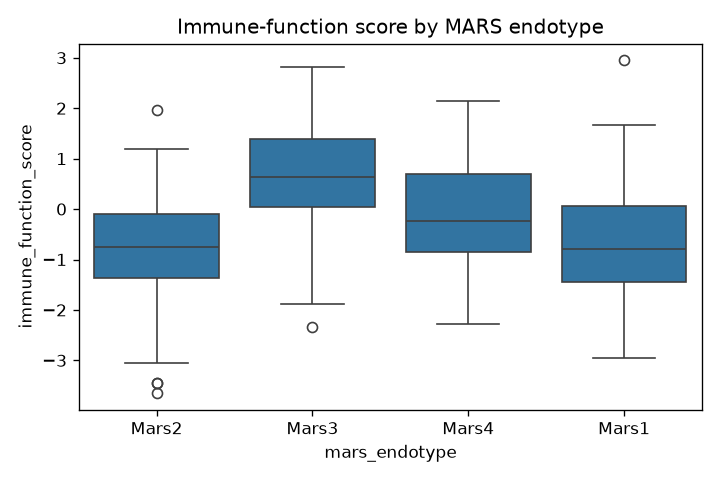 Immune-function score by MARS endotype
immune_function_score
3
2
1
0
−1
−2
−3
Mars2 Mars3 Mars4 Mars1
mars_endotype